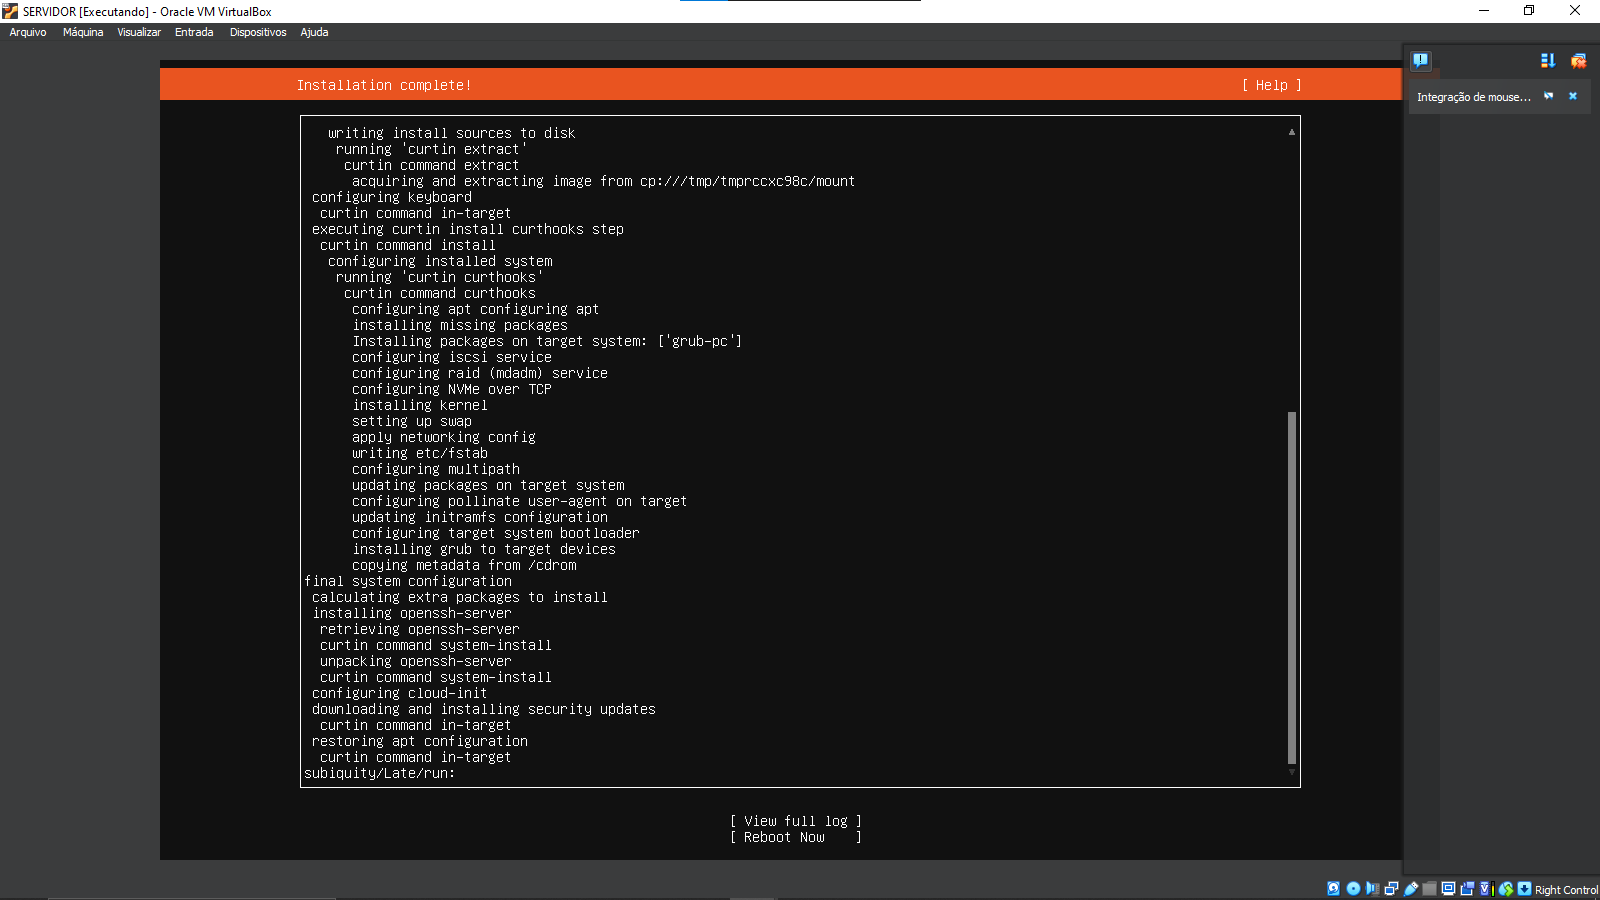 SERVIDOR [Executando] - Oracle VM VirtualBox
Arquivo Máquina Visualizar Entrada Dispositivos Ajuda
Installation complete! [ Help ]
Integração de mouse...
writing install sources to disk
running 'curtin extract'
curtin command extract
acquiring and extracting image from cp:///tmp/tmprccxc98c/mount
configuring keyboard
curtin command in-target
executing curtin install curthooks step
curtin command install
configuring installed system
running 'curtin curthooks'
curtin command curthooks
configuring apt configuring apt
installing missing packages
Installing packages on target system: ['grub-pc']
configuring iscsi service
configuring raid (mdadm) service
configuring NVMe over TCP
installing kernel
setting up swap
apply networking config
writing etc/fstab
configuring multipath
updating packages on target system
configuring pollinate user-agent on target
updating initramfs configuration
configuring target system bootloader
installing grub to target devices
copying metadata from /cdrom
final system configuration
calculating extra packages to install
installing openssh-server
retrieving openssh-server
curtin command system-install
unpacking openssh-server
curtin command system-install
configuring cloud-init
downloading and installing security updates
curtin command in-target
restoring apt configuration
curtin command in-target
subiquity/Late/run:
[ View full log ]
[ Reboot Now ]
Right Control